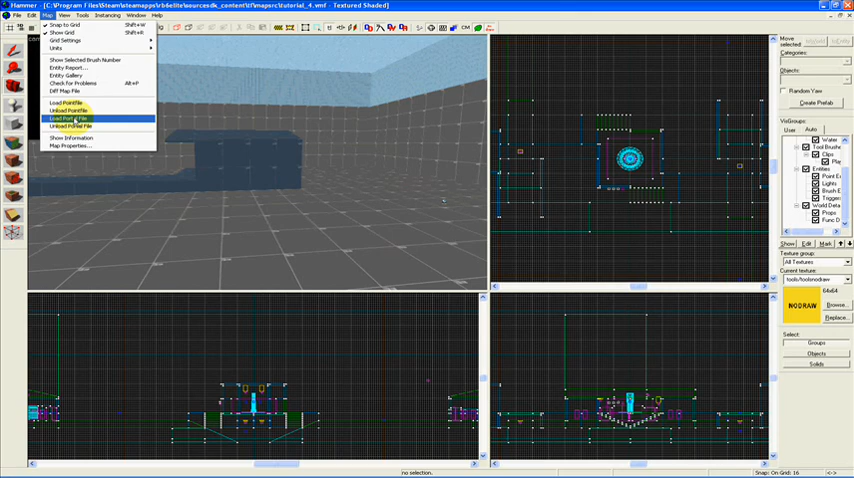 Hammer - [C:\Program Files\Steam\steamapps\rb6elite\sourcesdk_content\tf\mapsrc\tutorial_4.vmf - Textured Shaded]
File Edit Map View Tools Instancing Window Help
Snap to Grid Shift+W
Show Grid Shift+R
Grid Settings
Units
Show Selected Brush Number
Entity Report...
Entity Gallery
Check for Problems Alt+P
Diff Map File
Load Pointfile
Unload Pointfile
Load Portal File
Unload Portal File
Show Information
Map Properties...
Move
selected:
Categories:
Objects:
Random Yaw
Create Prefab
VisGroups:
User Auto
Water
Tool Brushe
Clips
Play
Entities
Point E
Lights
Brush E
Triggers
World Detai
Props
Func D
Show Edit Mark
Texture group:
All Textures
Current texture:
tools/toolsnodraw
64x64
NODRAW
Browse...
Replace...
Select:
Groups
Objects
Solids
no selection.
Snap: On Grid: 16